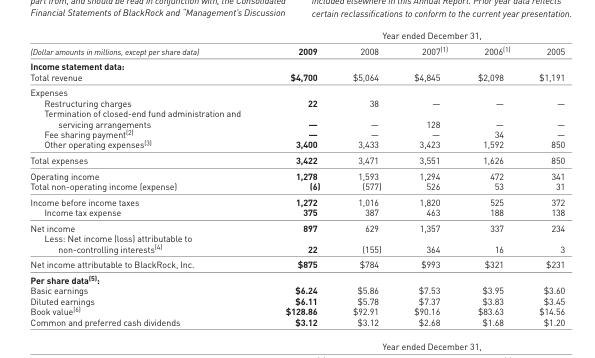 part from, and should be read in conjunction with, the Consolidated
Financial Statements of BlackRock and "Management's Discussion
included elsewhere in this Annual Report. Prior year data reflects
certain reclassifications to conform to the current year presentation.
Year ended December 31,
(Dollar amounts in millions, except per share data) 2009 2008 2007(1) 2006(1) 2005
Income statement data:
Total revenue $4,700 $5,064 $4,845 $2,098 $1,191
Expenses
Restructuring charges 22 38 — — —
Termination of closed-end fund administration and
servicing arrangements — — 128 — —
Fee sharing payment(2) — — — 34 —
Other operating expenses(3) 3,400 3,433 3,423 1,592 850
Total expenses 3,422 3,471 3,551 1,626 850
Operating income 1,278 1,593 1,294 472 341
Total non-operating income (expense) (6) (577) 526 53 31
Income before income taxes 1,272 1,016 1,820 525 372
Income tax expense 375 387 463 188 138
Net income 897 629 1,357 337 234
Less: Net income (loss) attributable to
non-controlling interests(4) 22 (155) 364 16 3
Net income attributable to BlackRock, Inc. $875 $784 $993 $321 $231
Per share data(5):
Basic earnings $6.24 $5.86 $7.53 $3.95 $3.60
Diluted earnings $6.11 $5.78 $7.37 $3.83 $3.45
Book value(6) $128.86 $92.91 $90.16 $83.63 $14.56
Common and preferred cash dividends $3.12 $3.12 $2.68 $1.68 $1.20
Year ended December 31,